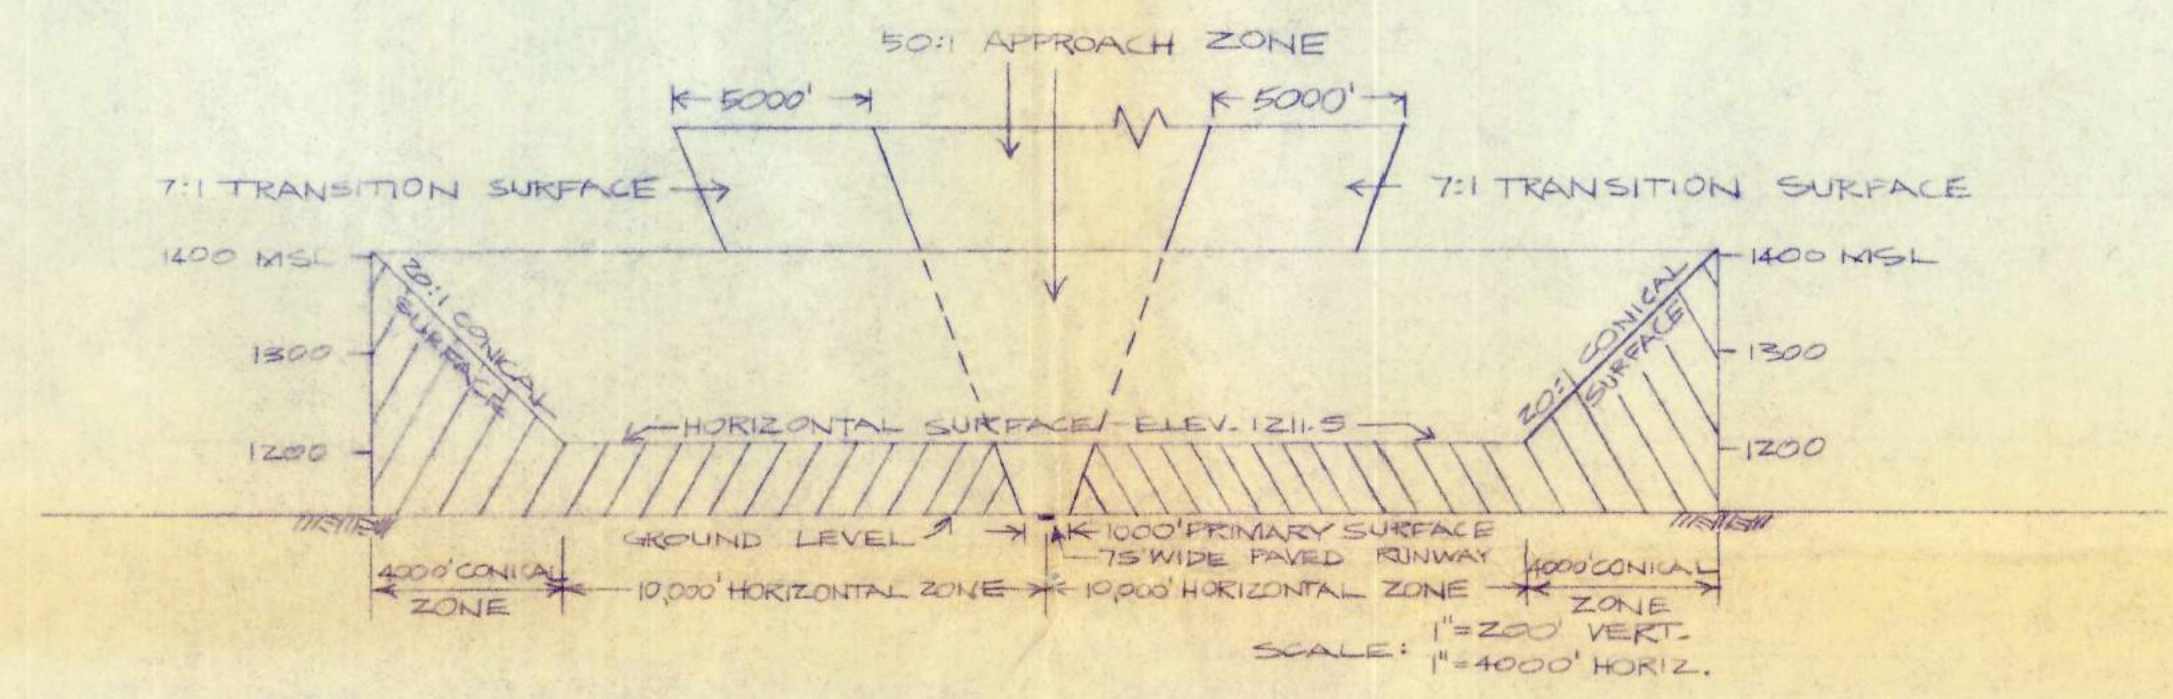 50:1 APPROACH ZONE
5000'
5000'
7:1 TRANSITION SURFACE
7:1 TRANSITION SURFACE
1400 MSL
1400 MSL
20:1 CONICAL
SURFACE
20:1 CONICAL
SURFACE
1300
1300
HORIZONTAL SURFACE ELEV. 1211.5
1200
1200
GROUND LEVEL
1000' PRIMARY SURFACE
75' WIDE PAVED RUNWAY
4000' CONICAL
ZONE
10,000' HORIZONTAL ZONE
10,000' HORIZONTAL ZONE
4000' CONICAL
ZONE
SCALE: 1"=200' VERT.
1"=4000' HORIZ.